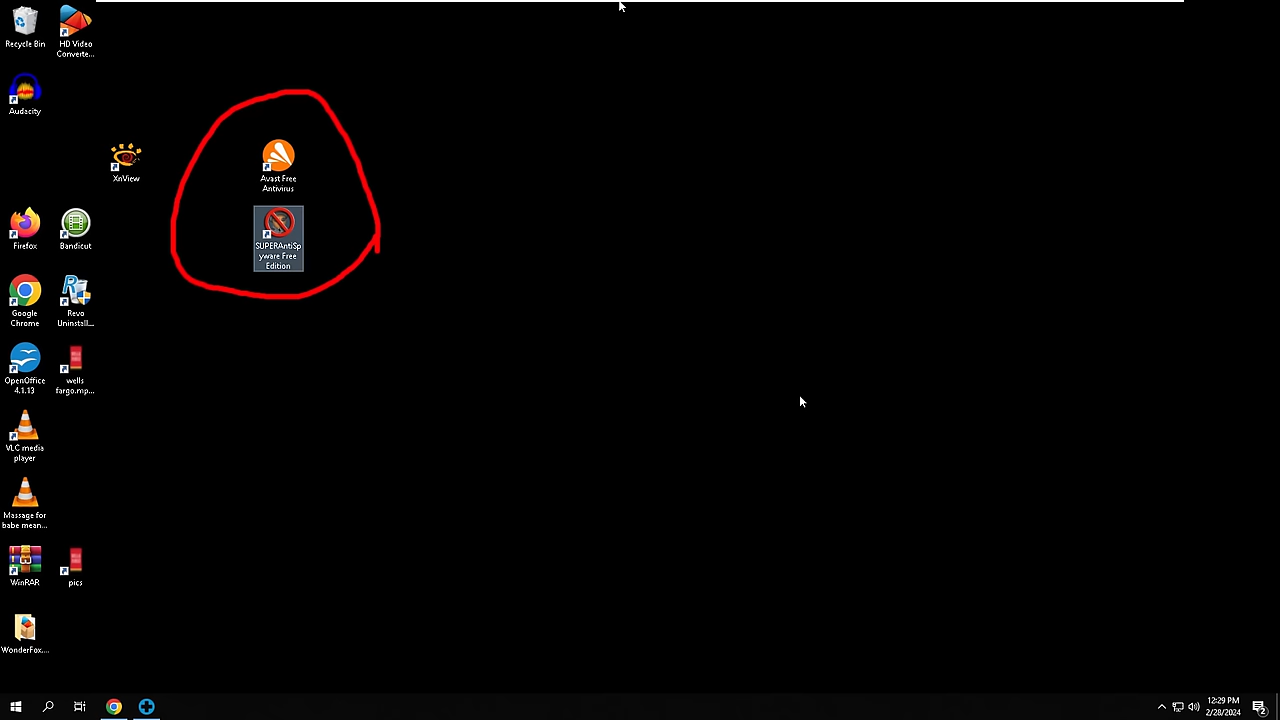 Recycle Bin
HD Video
Converte...
Audacity
XnView
Avast Free
Antivirus
Firefox
Bandicut
SUPERAntiSp
yware Free
Edition
Google
Chrome
Revo
Uninstall...
OpenOffice
4.1.13
wells
fargo.mp...
VLC media
player
Massage for
babe mean...
WinRAR
pics
WonderFox....
12:29 PM
2/28/2024
2